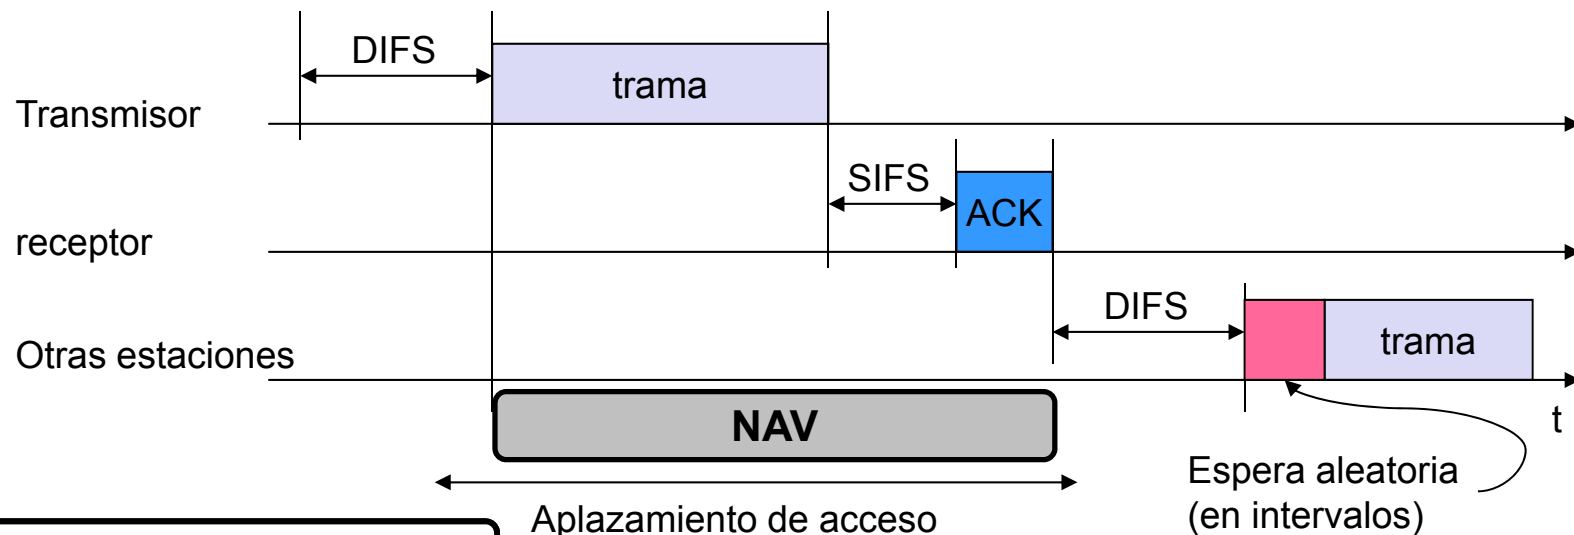 DIFS
trama
Transmisor
SIFS
ACK
receptor
DIFS
trama
Otras estaciones
NAV
t
Espera aleatoria
(en intervalos)
Aplazamiento de acceso